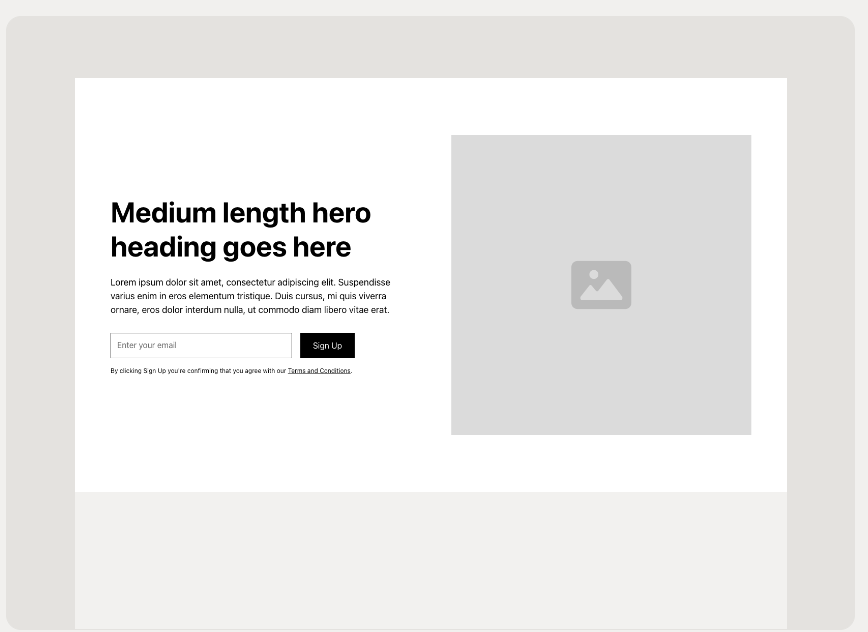 Medium length hero
heading goes here
Lorem ipsum dolor sit amet, consectetur adipiscing elit. Suspendisse
varius enim in eros elementum tristique. Duis cursus, mi quis viverra
ornare, eros dolor interdum nulla, ut commodo diam libero vitae erat.
Enter your email
Sign Up
By clicking Sign Up you're confirming that you agree with our Terms and Conditions.